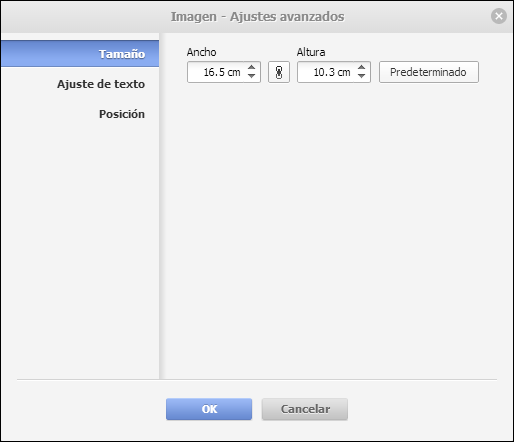 Imagen - Ajustes avanzados
Tamaño
Ajuste de texto
Posición
Ancho
Altura
16.5 cm
10.3 cm
Predeterminado
OK
Cancelar